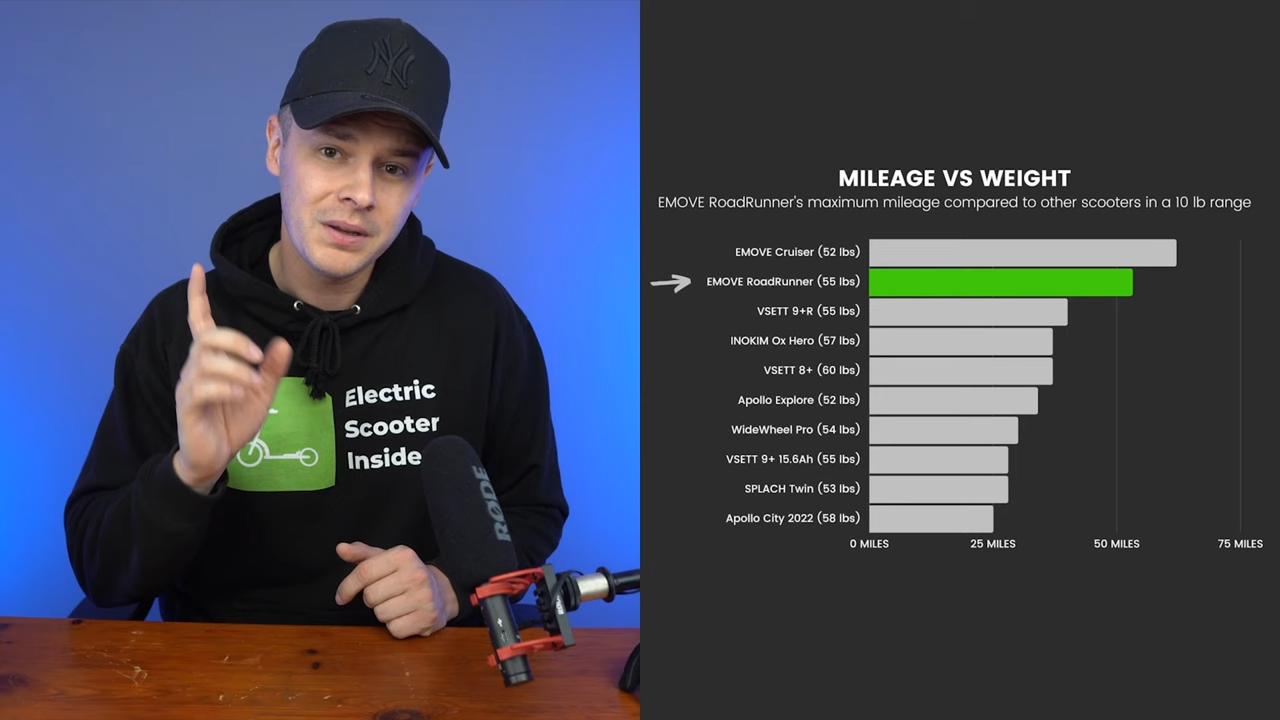 NY
Electric
Scooter
Inside
RØDE
MILEAGE VS WEIGHT
EMOVE RoadRunner's maximum mileage compared to other scooters in a 10 lb range
EMOVE Cruiser (52 lbs)
EMOVE RoadRunner (55 lbs)
VSETT 9+R (55 lbs)
INOKIM Ox Hero (57 lbs)
VSETT 8+ (60 lbs)
Apollo Explore (52 lbs)
WideWheel Pro (54 lbs)
VSETT 9+ 15.6Ah (55 lbs)
SPLACH Twin (53 lbs)
Apollo City 2022 (58 lbs)
0 MILES 25 MILES 50 MILES 75 MILES